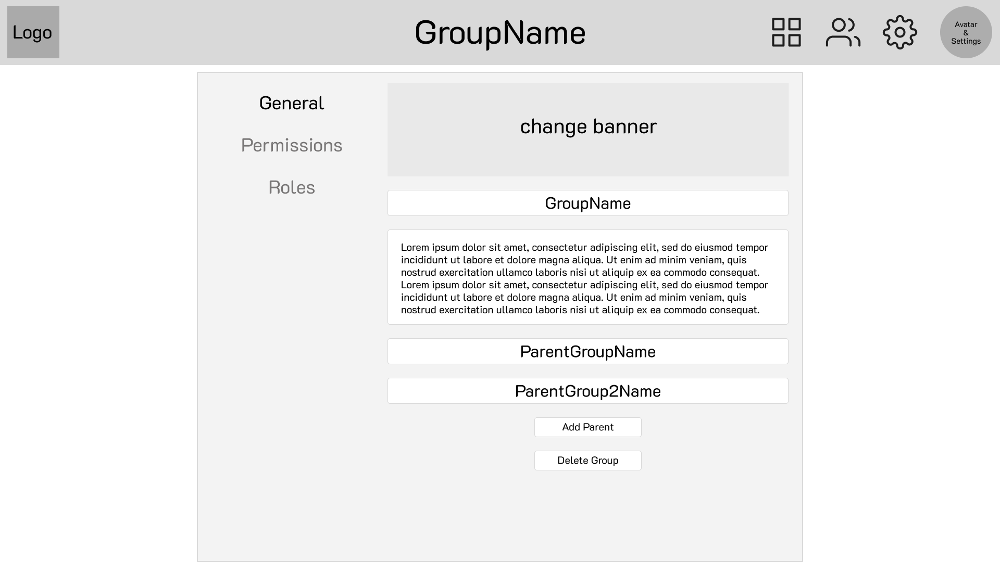 Logo
GroupName
Avatar
&
Settings
General
Permissions
Roles
change banner
GroupName
Lorem ipsum dolor sit amet, consectetur adipiscing elit, sed do eiusmod tempor
incididunt ut labore et dolore magna aliqua. Ut enim ad minim veniam, quis
nostrud exercitation ullamco laboris nisi ut aliquip ex ea commodo consequat.
Lorem ipsum dolor sit amet, consectetur adipiscing elit, sed do eiusmod tempor
incididunt ut labore et dolore magna aliqua. Ut enim ad minim veniam, quis
nostrud exercitation ullamco laboris nisi ut aliquip ex ea commodo consequat.
ParentGroupName
ParentGroup2Name
Add Parent
Delete Group